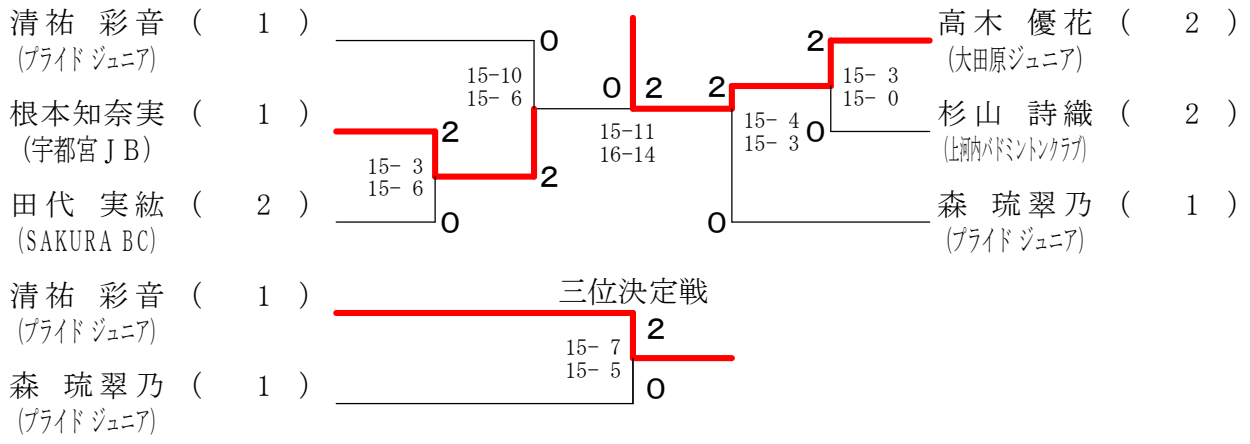 清祐 彩音 ( 1 )
(プライド ジュニア)
根本知奈実 ( 1 )
(宇都宮ＪＢ)
田代 実紘 ( 2 )
(SAKURA BC)
0
15-10
15- 6
2
15- 3
15- 6
2
0
0 2
15-11
16-14
2
2
15- 3
15- 0
0
15- 4
15- 3
0
高木 優花 ( 2 )
(大田原ジュニア)
杉山 詩織 ( 2 )
(上河内バドミントンクラブ)
森 琉翠乃 ( 1 )
(プライド ジュニア)
三位決定戦
清祐 彩音 ( 1 )
(プライド ジュニア)
森 琉翠乃 ( 1 )
(プライド ジュニア)
2
15- 7
15- 5
0